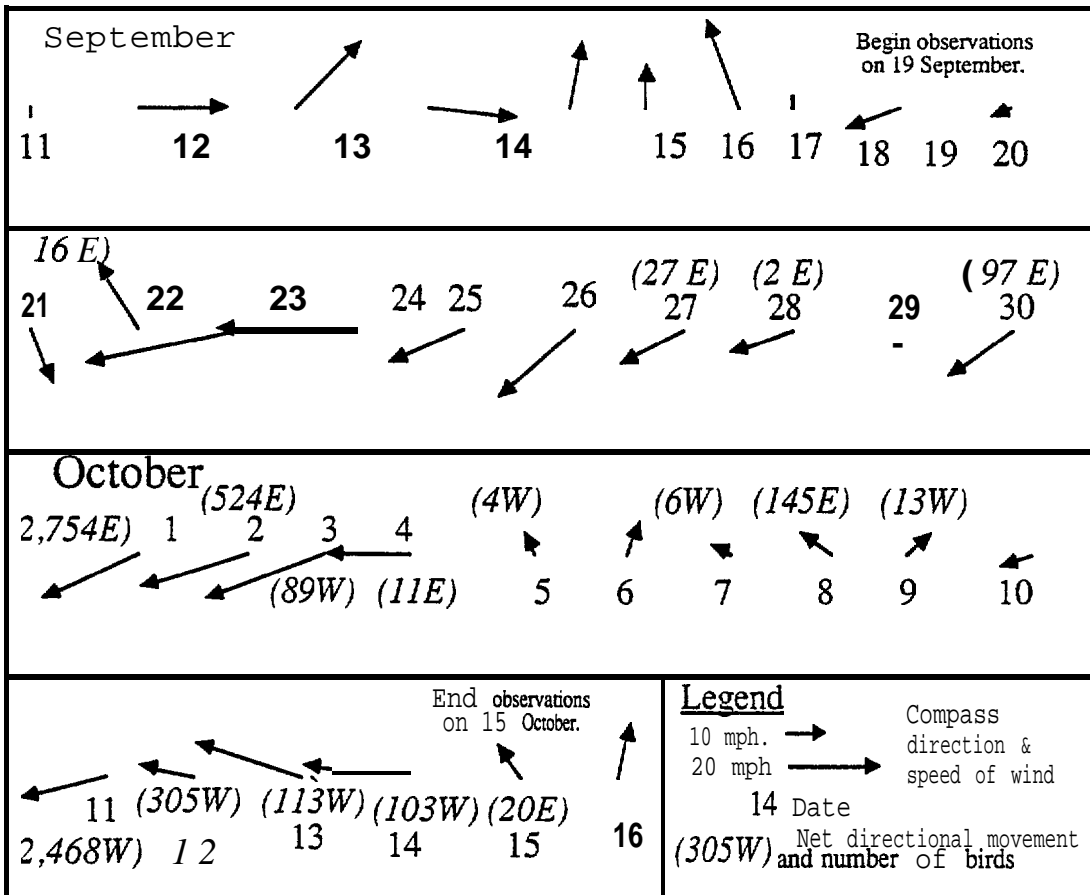 September
Begin observations
on 19 September.
11 12 13 14 15 16 17 18 19 20
16 E) (27 E) (2 E) (97 E)
21 22 23 24 25 26 27 28 29 30
October
2,754E) (524E) (4W) (6W) (145E) (13W)
1 2 3 4
(89W) (11E) 5 6 7 8 9 10
End observations
on 15 October.
11 (305W) (113W) (103W) (20E)
2,468W) 12 13 14 15 16
Legend
10 mph.
20 mph
Compass
direction &
speed of wind
14 Date
(305W) Net directional movement
and number of birds